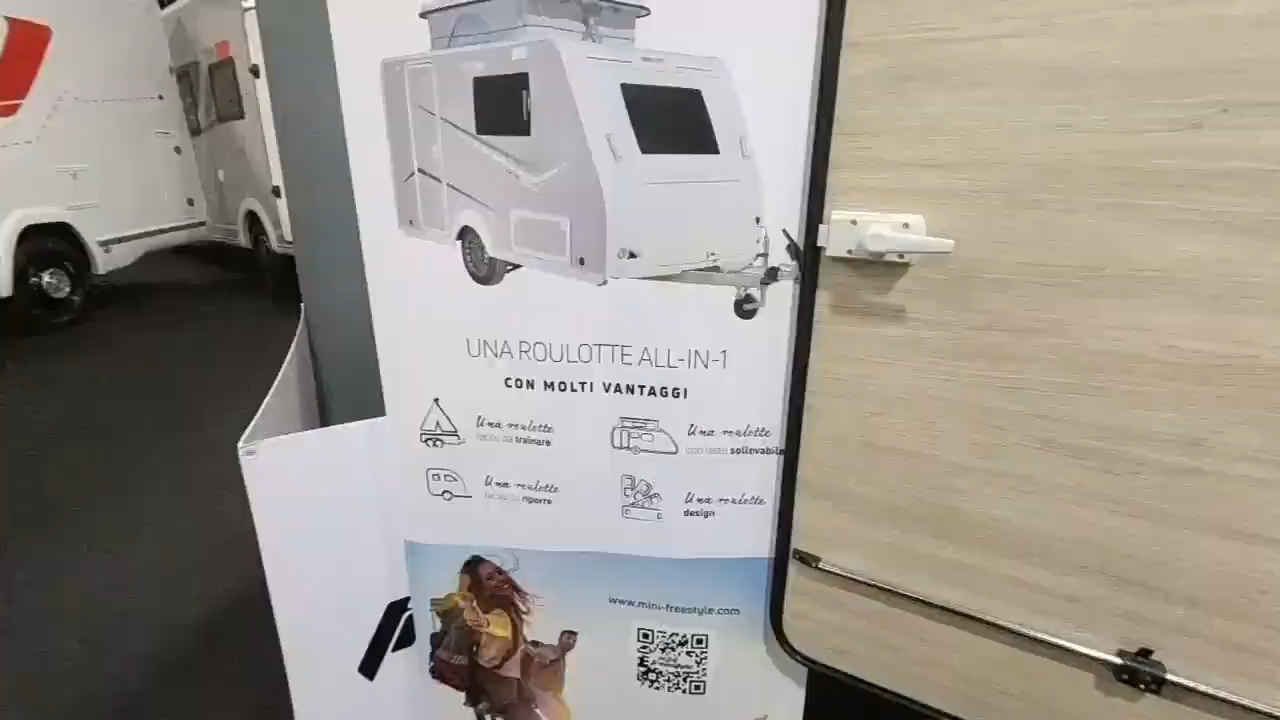 UNA ROULOTTE ALL-IN-1
CON MOLTI VANTAGGI
Una roulotte
facile da trainare
Una roulotte
con tetto sollevabile
Una roulotte
facile da riporre
Una roulotte
design
www.mini-freestyle.com